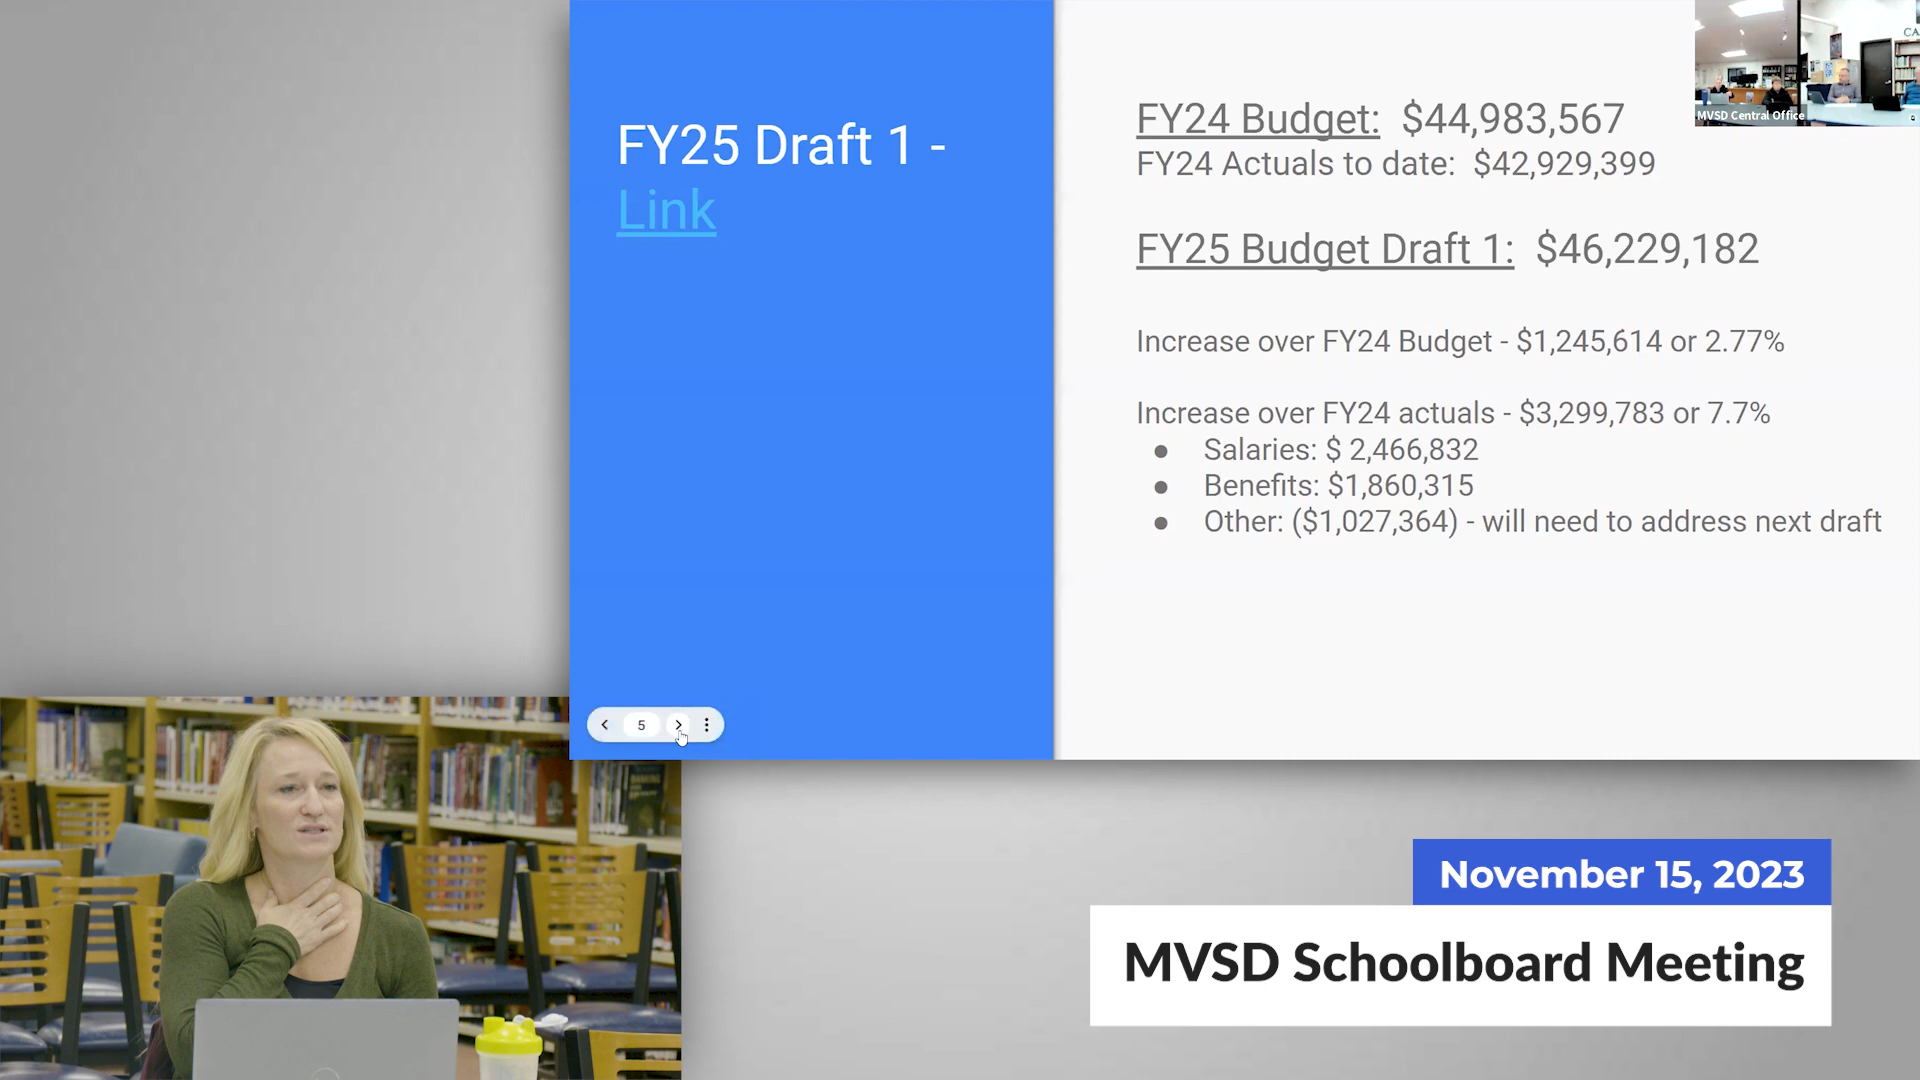 FY25 Draft 1 -
Link
FY24 Budget: $44,983,567
FY24 Actuals to date: $42,929,399
FY25 Budget Draft 1: $46,229,182
Increase over FY24 Budget - $1,245,614 or 2.77%
Increase over FY24 actuals - $3,299,783 or 7.7%
● Salaries: $ 2,466,832
● Benefits: $1,860,315
● Other: ($1,027,364) - will need to address next draft
MVSD Central Office
CA
5
November 15, 2023
MVSD Schoolboard Meeting